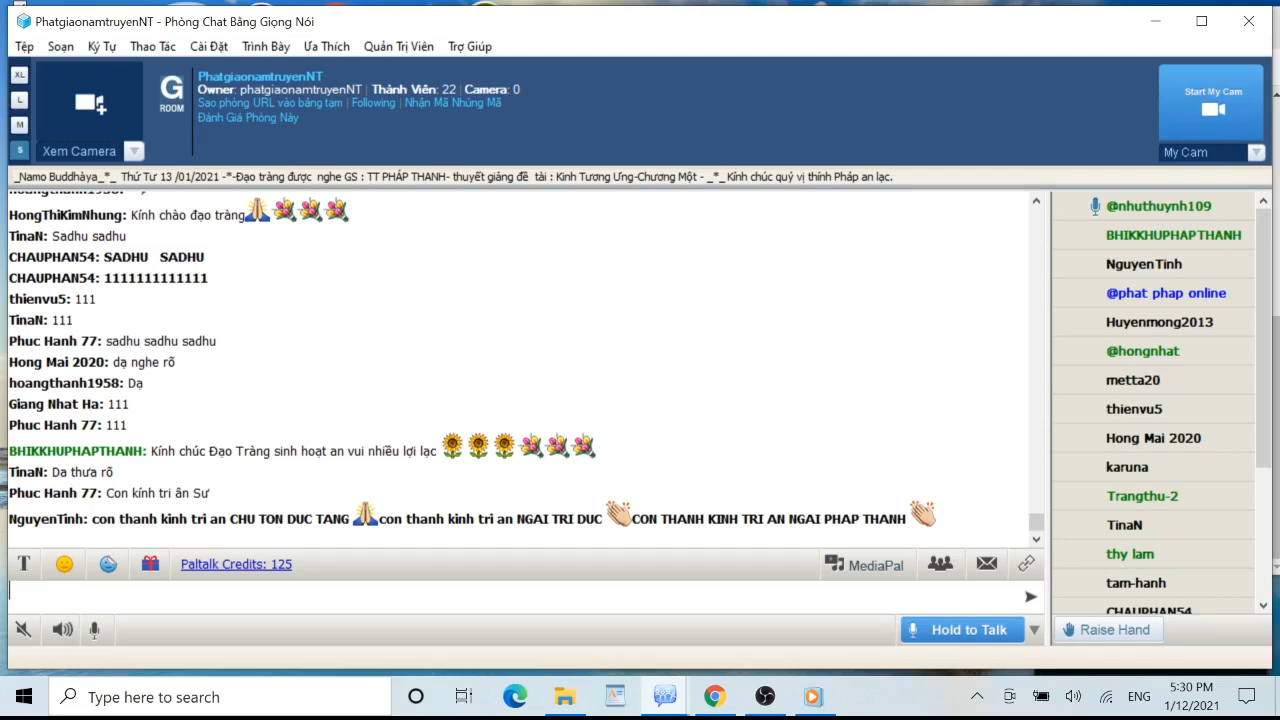 PhatgiaonamtruyenNT - Phòng Chat Bằng Giọng Nói
Tệp Soạn Ký Tự Thao Tác Cài Đặt Trình Bày Ưa Thích Quản Trị Viên Trợ Giúp
XL
L
M
S
Xem Camera
G
ROOM
PhatgiaonamtruyenNT
Owner: phatgiaonamtruyenNT | Thành Viên: 22 | Camera: 0
Sao phòng URL vào bảng tạm | Following | Nhận Mã Nhúng Mã
Đánh Giá Phòng Này
Start My Cam
My Cam
_Namo Buddhàya_*_ Thứ Tư 13 /01/2021 -*-Đạo tràng được nghe GS : TT PHÁP THANH- thuyết giảng đề tài : Kinh Tương Ưng-Chương Một - _*_Kính chúc quý vị thính Pháp an lạc.
HongThiKimNhung: Kính chào đạo tràng
TinaN: Sadhu sadhu
CHAUPHAN54: SADHU SADHU
CHAUPHAN54: 1111111111111
thienvu5: 111
TinaN: 111
Phuc Hanh 77: sadhu sadhu sadhu
Hong Mai 2020: dạ nghe rõ
hoangthanh1958: Dạ
Giang Nhat Ha: 111
Phuc Hanh 77: 111
BHIKKHUPHAPTHANH: Kính chúc Đạo Tràng sinh hoạt an vui nhiều lợi lạc
TinaN: Da thưa rõ
Phuc Hanh 77: Con kính tri ân Sư
NguyenTinh: con thanh kinh tri an CHU TON DUC TANG con thanh kinh tri an NGAI TRI DUC CON THANH KINH TRI AN NGAI PHAP THANH
@nhuthuynh109
BHIKKHUPHAPTHANH
NguyenTinh
@phat phap online
Huyenmong2013
@hongnhat
metta20
thienvu5
Hong Mai 2020
karuna
Trangthu-2
TinaN
thy lam
tam-hanh
CHAUPHAN54
T Paltalk Credits: 125 MediaPal
Hold to Talk
Raise Hand
Type here to search
ENG
5:30 PM
1/12/2021